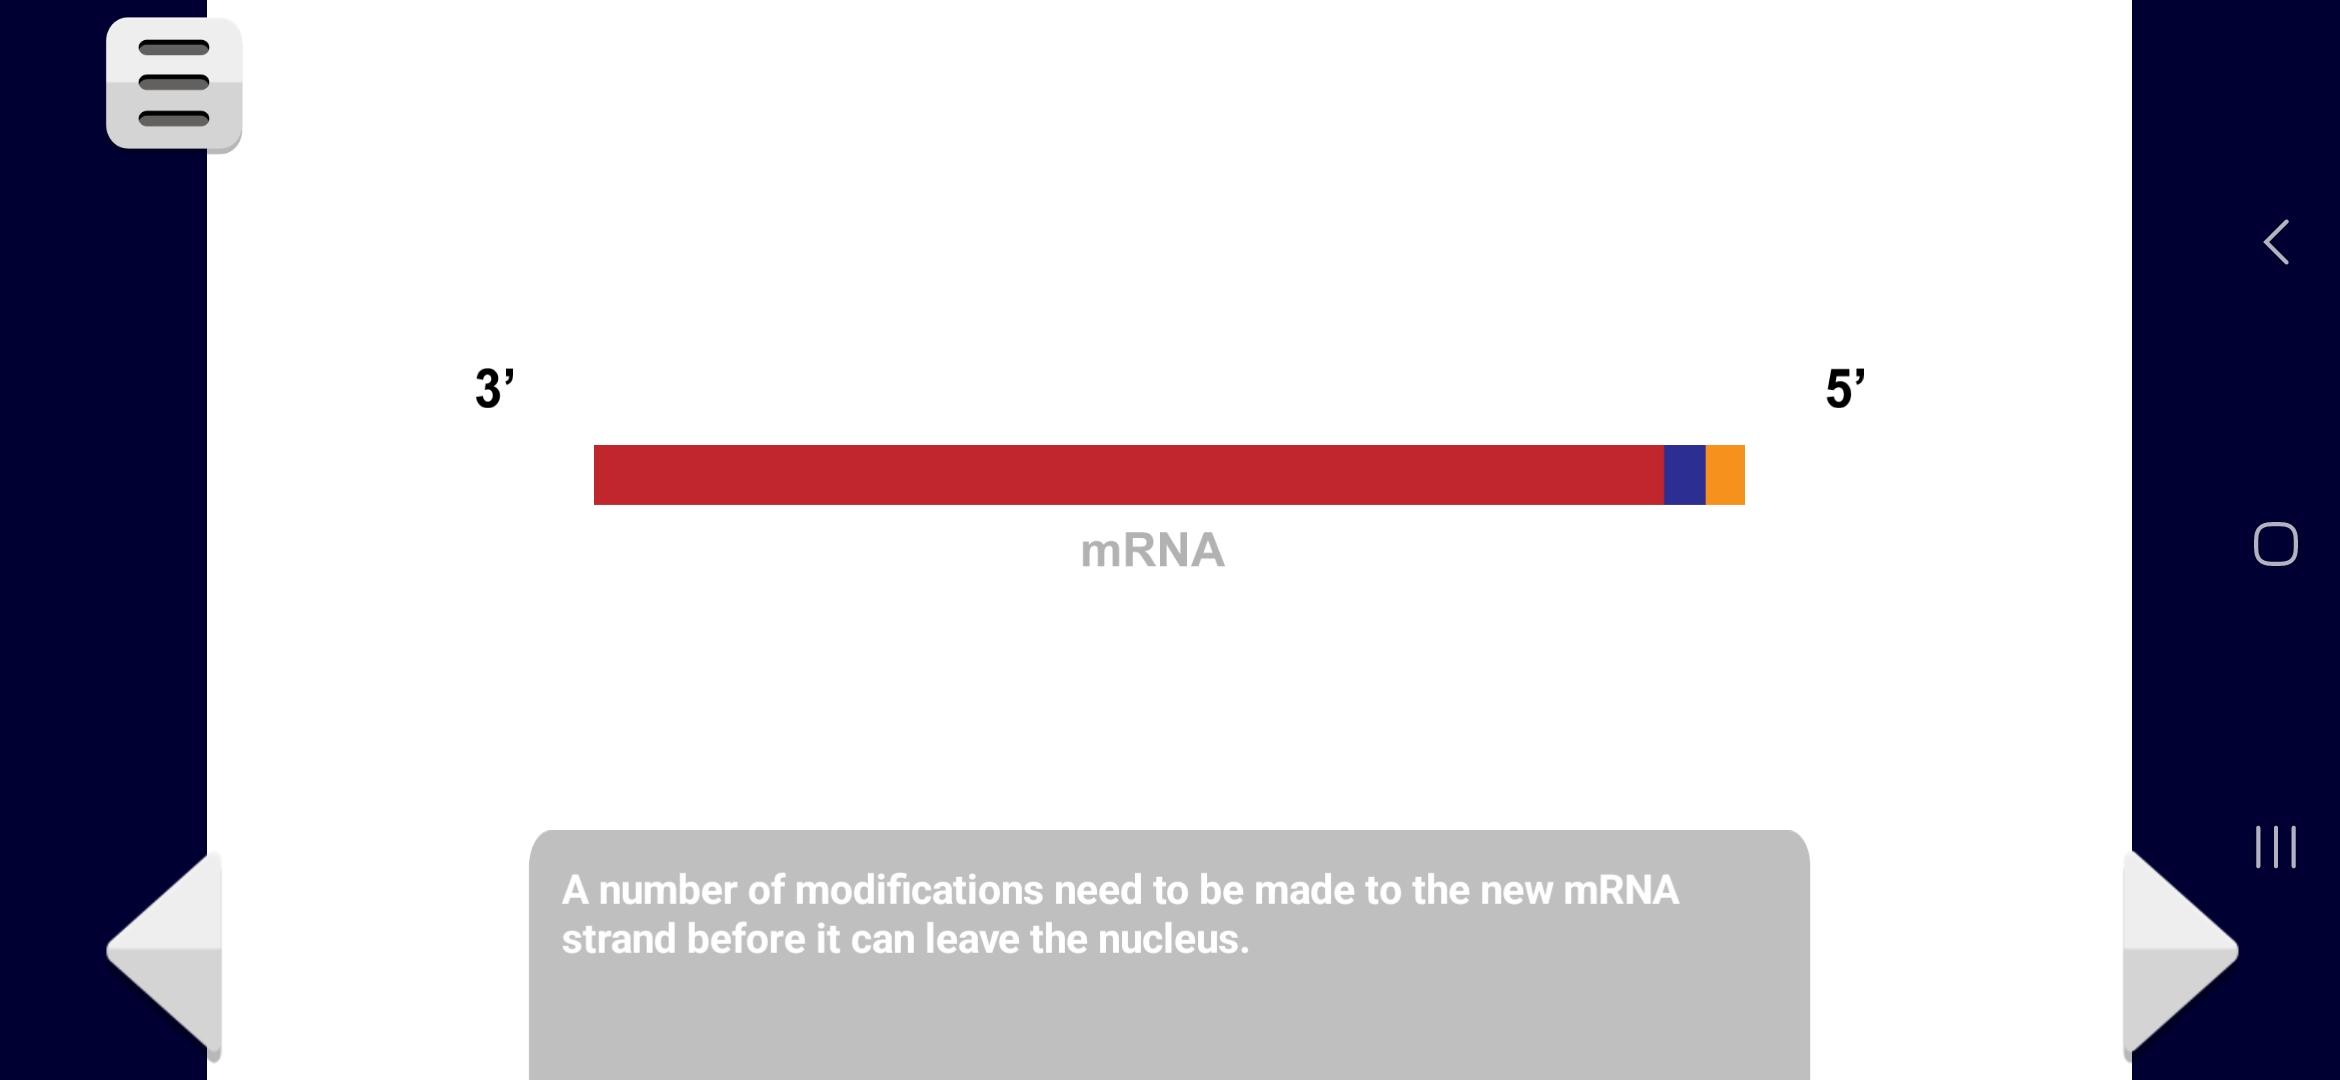 3’ 5’
mRNA
A number of modifications need to be made to the new mRNA
strand before it can leave the nucleus.